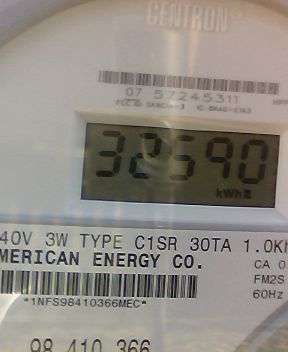 CENTRON®
07 57245311
32590
kWh
40V 3W TYPE C1SR 30TA 1.0Kh
MERICAN ENERGY CO.
CA 0
FM2S
60Hz
*1NFS98410366MEC*
98 410 366